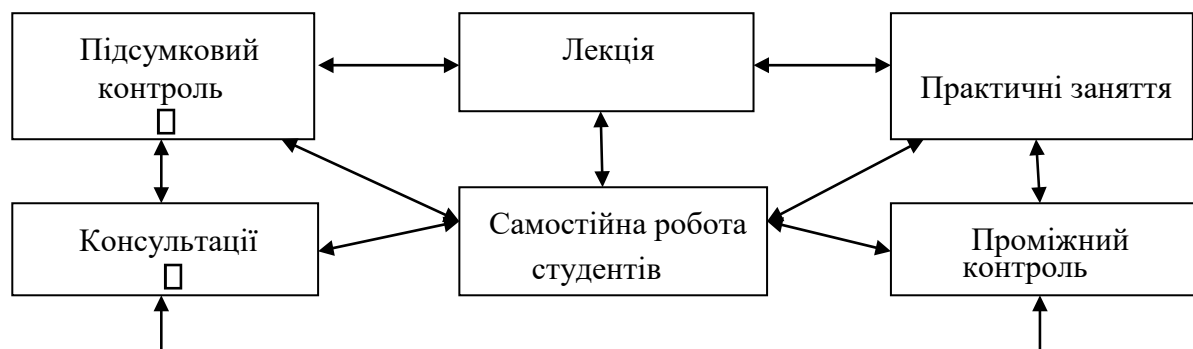 Підсумковий
контроль
Лекція
Практичні заняття
Консультації
Самостійна робота
студентів
Проміжний
контроль